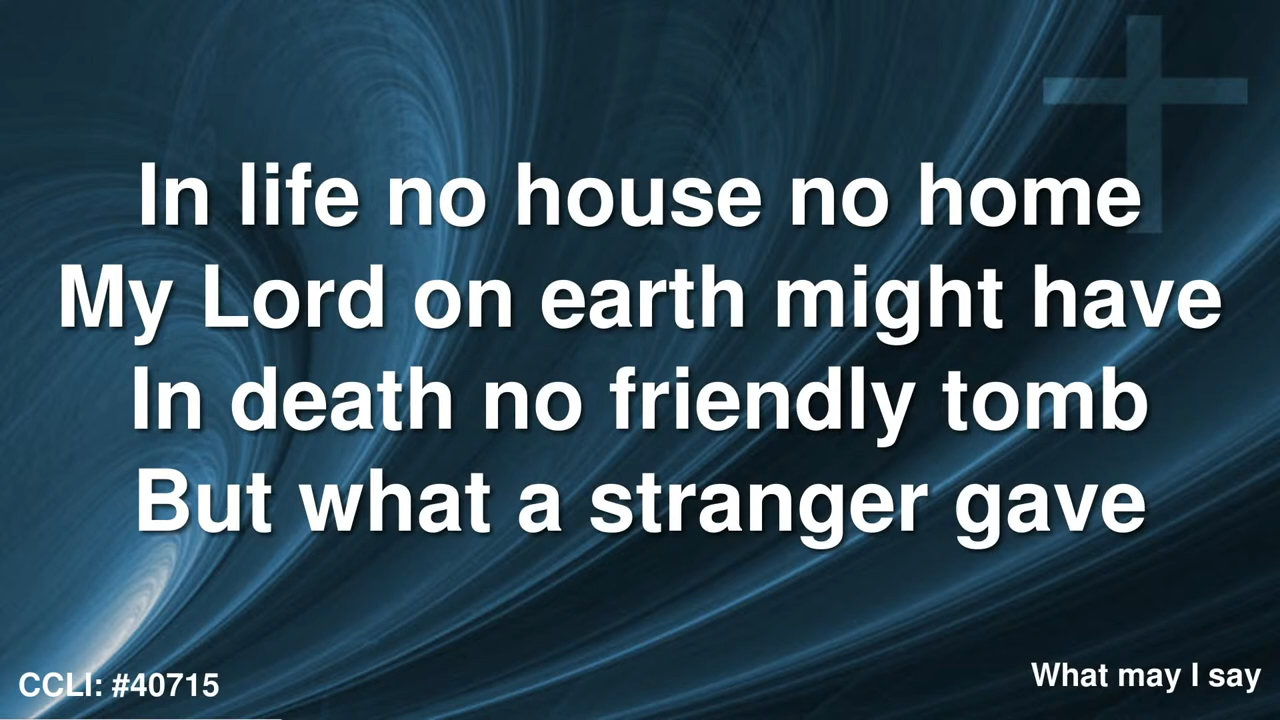 In life no house no home
My Lord on earth might have
In death no friendly tomb
But what a stranger gave
CCLI: #40715
What may I say